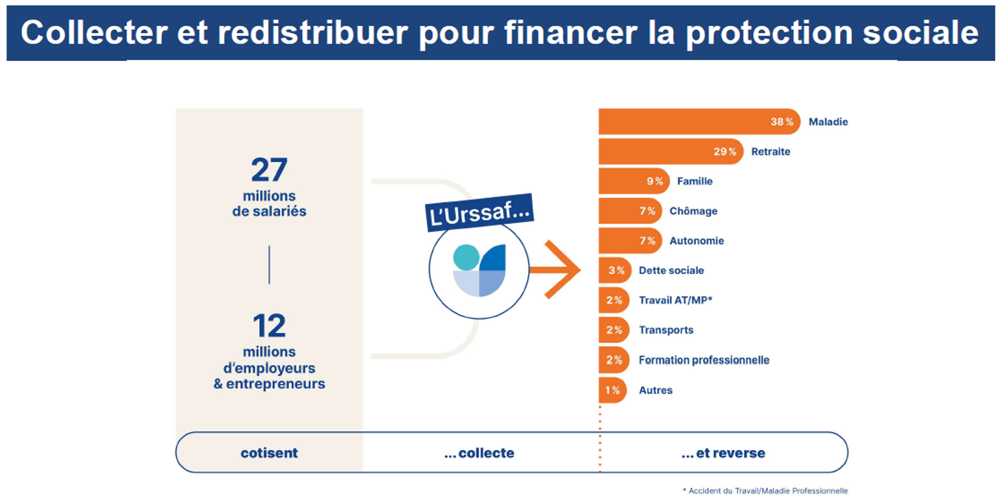 Collecter et redistribuer pour financer la protection sociale
27
millions
de salariés
12
millions
d'employeurs
& entrepreneurs
L'Urssaf...
38 % Maladie
29 % Retraite
9 % Famille
7 % Chômage
7 % Autonomie
3 % Dette sociale
2 % Travail AT/MP*
2 % Transports
2 % Formation professionnelle
1 % Autres
cotisent
...collecte
...et reverse
* Accident du Travail/Maladie Professionnelle